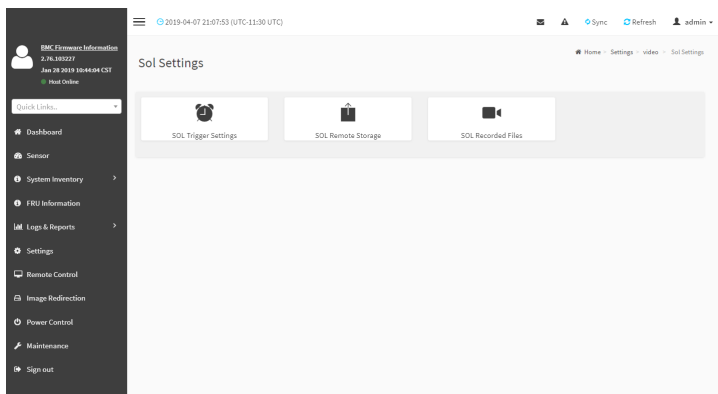 BMC Firmware Information
2.76.103227
Jan 28 2019 10:44:04 CST
Host Online
Quick Links..
Dashboard
Sensor
System Inventory
FRU Information
Logs & Reports
Settings
Remote Control
Image Redirection
Power Control
Maintenance
Sign out
2019-04-07 21:07:53 (UTC-11:30 UTC)
Sync
Refresh
admin
Sol Settings
Home > Settings > video > Sol Settings
SOL Trigger Settings
SOL Remote Storage
SOL Recorded Files